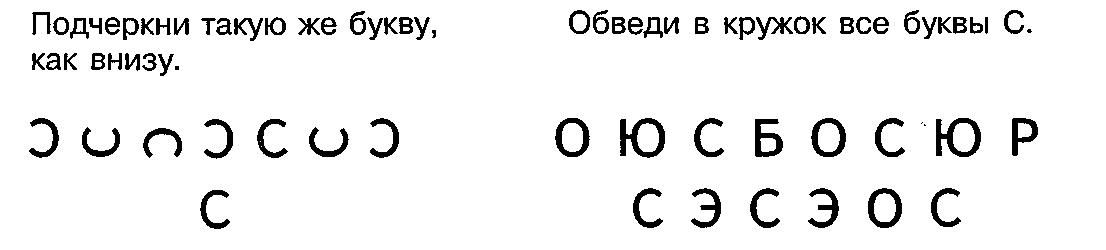 Подчеркни такую же букву,
как внизу.
Ɔ ᴗ ᴖ Ɔ С ᴗ Ɔ
С
Обведи в кружок все буквы С.
О Ю С Б О С Ю Р
С Э С Э О С